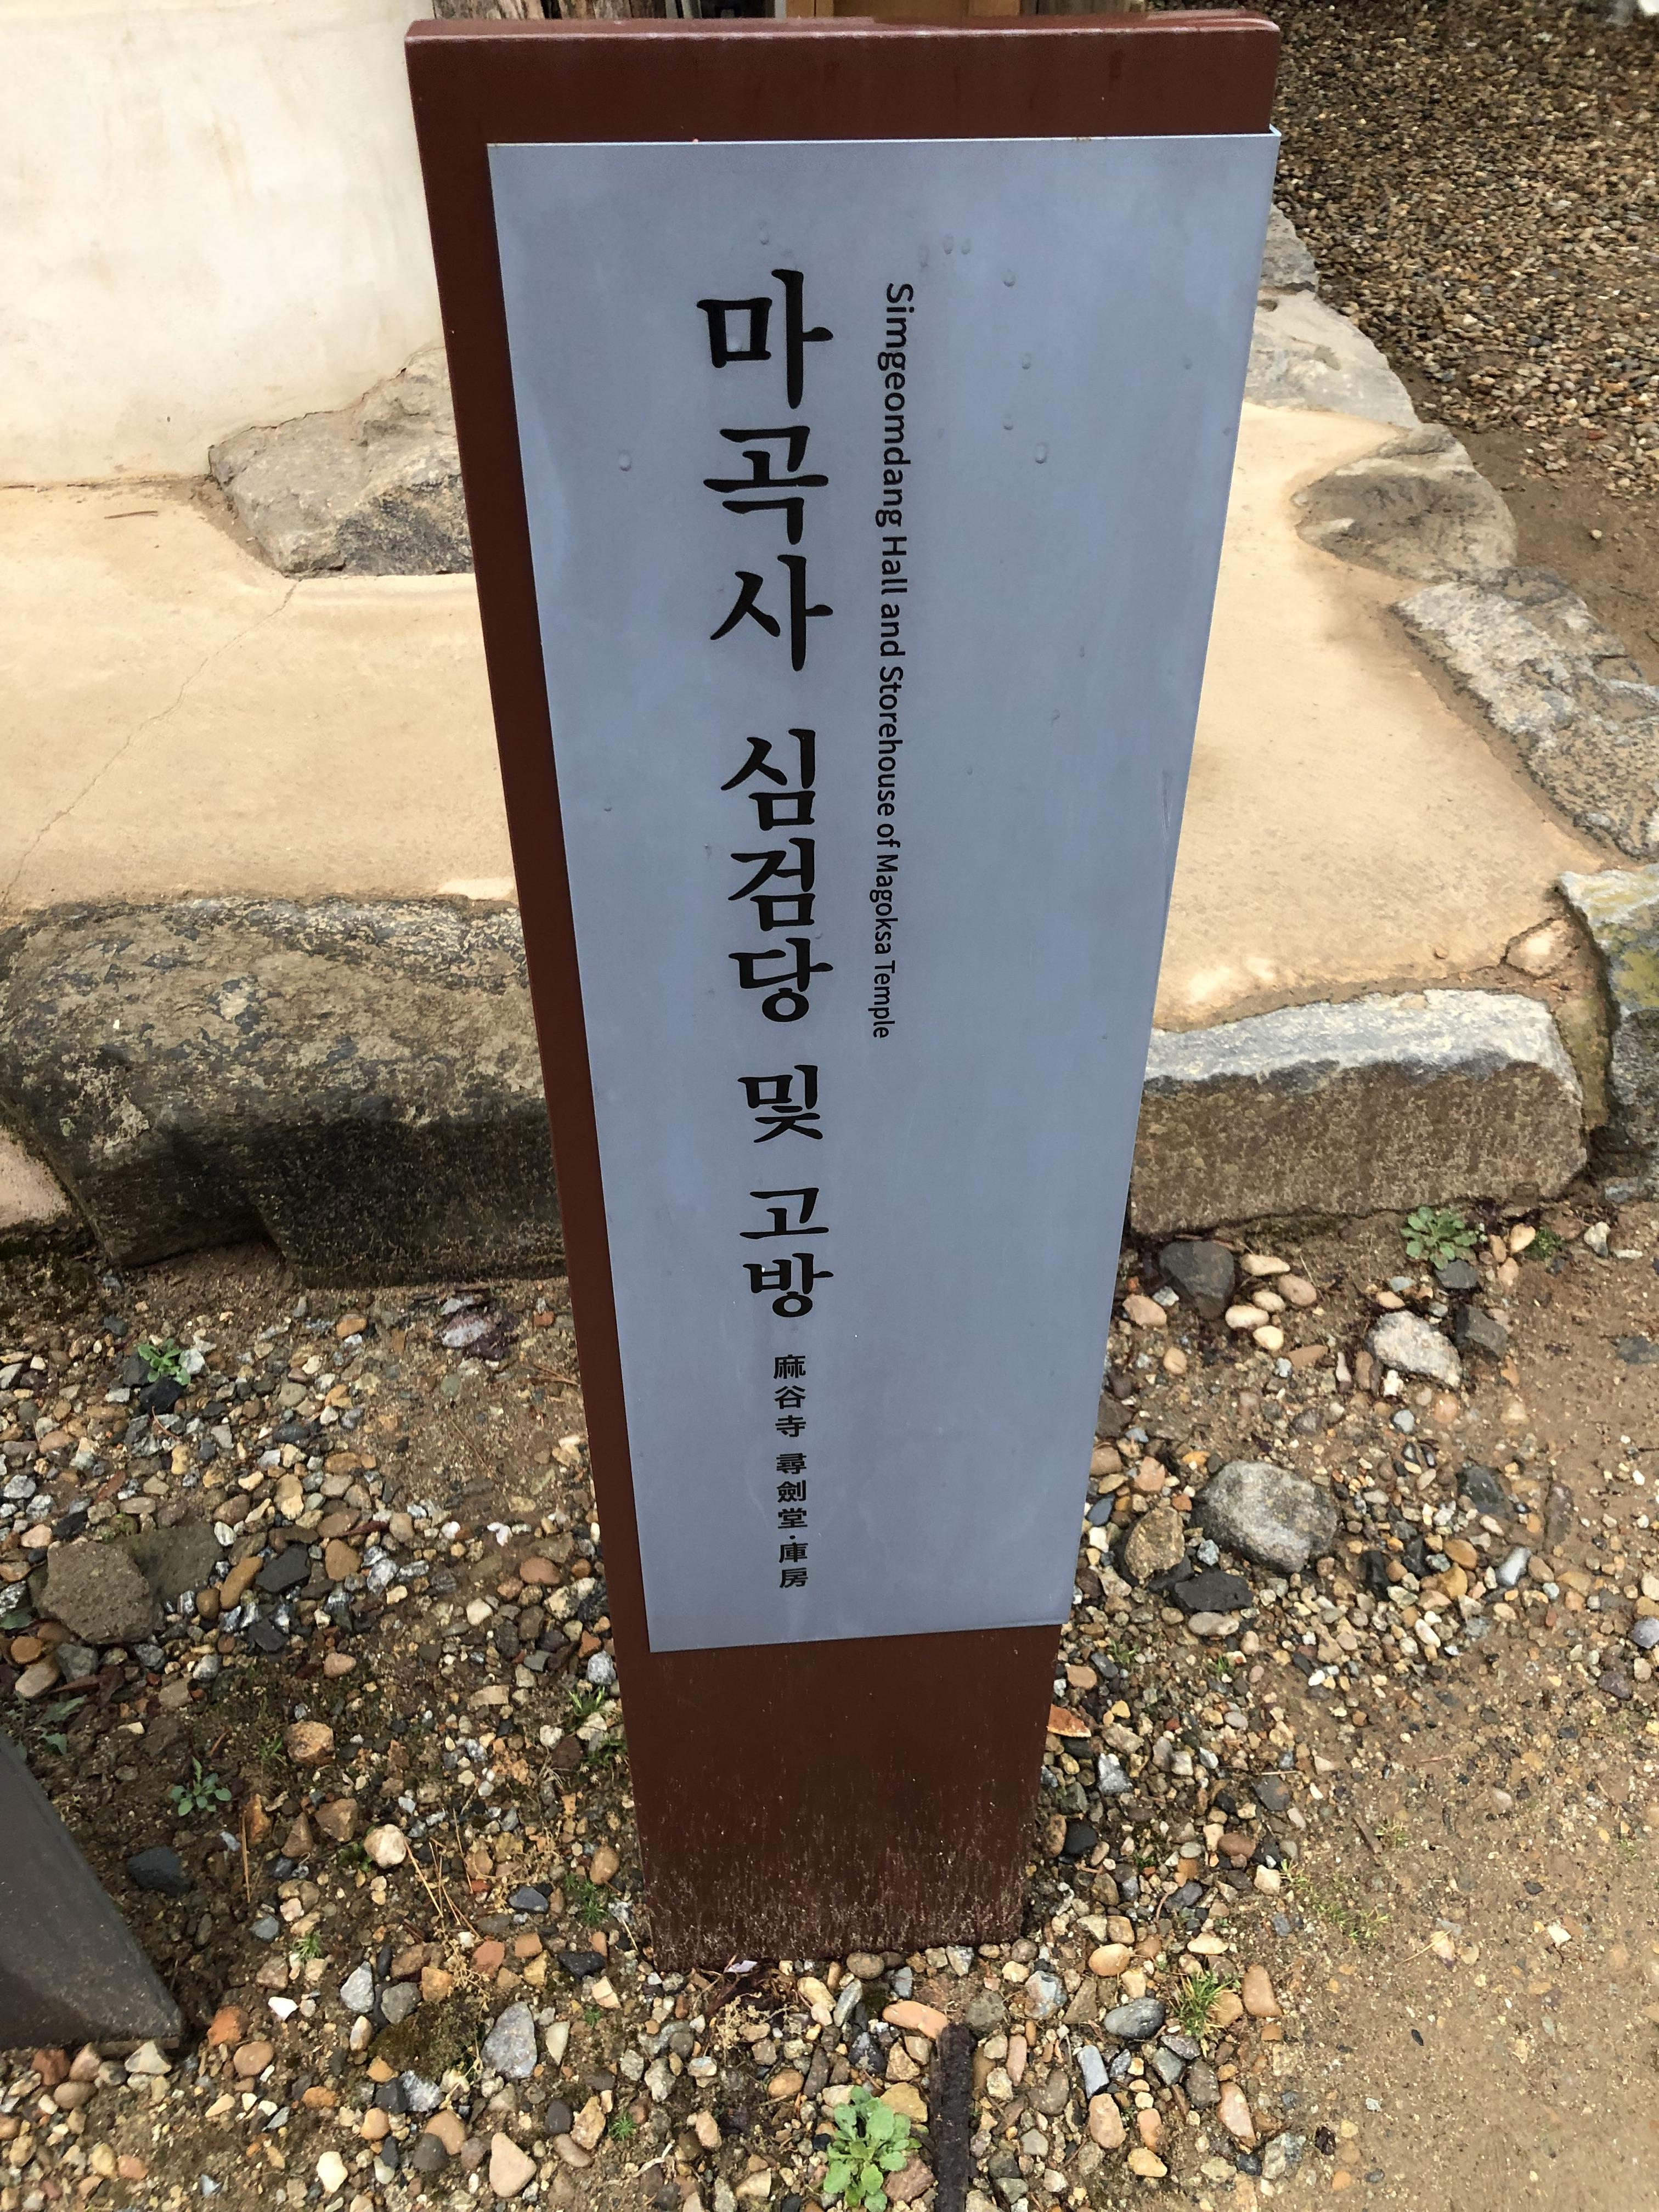 마곡사 심검당 및 고방 麻谷寺 尋劍堂·庫房
Simgeomdang Hall and Storehouse of Magoksa Temple